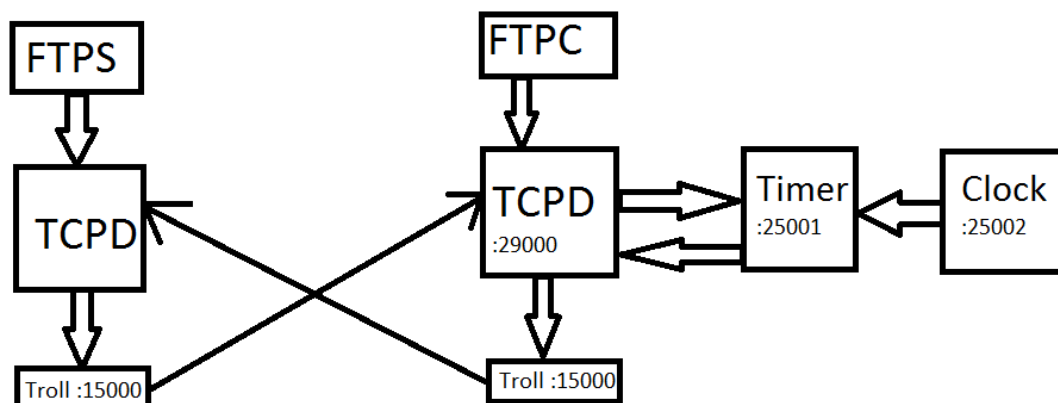 FTPS
FTPC
TCPD
TCPD
:29000
Timer
:25001
Clock
:25002
Troll :15000
Troll :15000